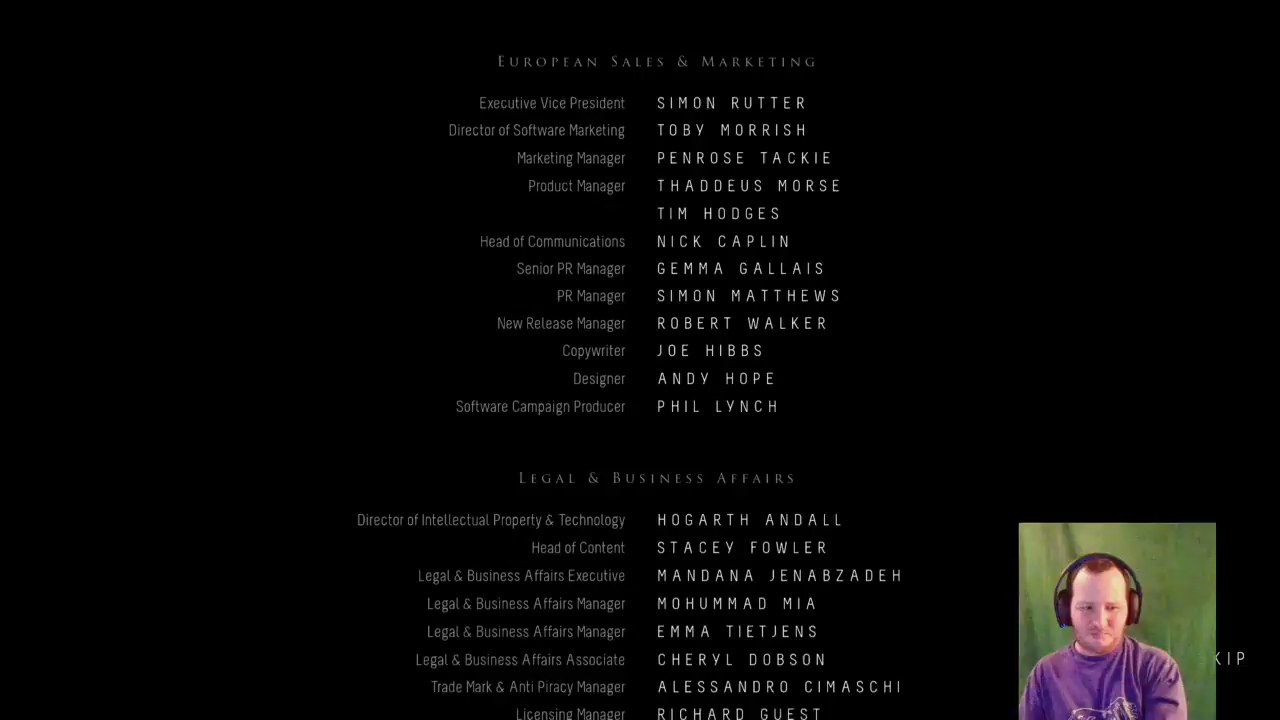 European Sales & Marketing
Executive Vice President SIMON RUTTER
Director of Software Marketing TOBY MORRISH
Marketing Manager PENROSE TACKIE
Product Manager THADDEUS MORSE
TIM HODGES
Head of Communications NICK CAPLIN
Senior PR Manager GEMMA GALLAIS
PR Manager SIMON MATTHEWS
New Release Manager ROBERT WALKER
Copywriter JOE HIBBS
Designer ANDY HOPE
Software Campaign Producer PHIL LYNCH
Legal & Business Affairs
Director of Intellectual Property & Technology HOGARTH ANDALL
Head of Content STACEY FOWLER
Legal & Business Affairs Executive MANDANA JENABZADEH
Legal & Business Affairs Manager MOHUMMAD MIA
Legal & Business Affairs Manager EMMA TIETJENS
Legal & Business Affairs Associate CHERYL DOBSON
KIP
Trade Mark & Anti Piracy Manager ALESSANDRO CIMASCHI
Licensing Manager RICHARD GUEST